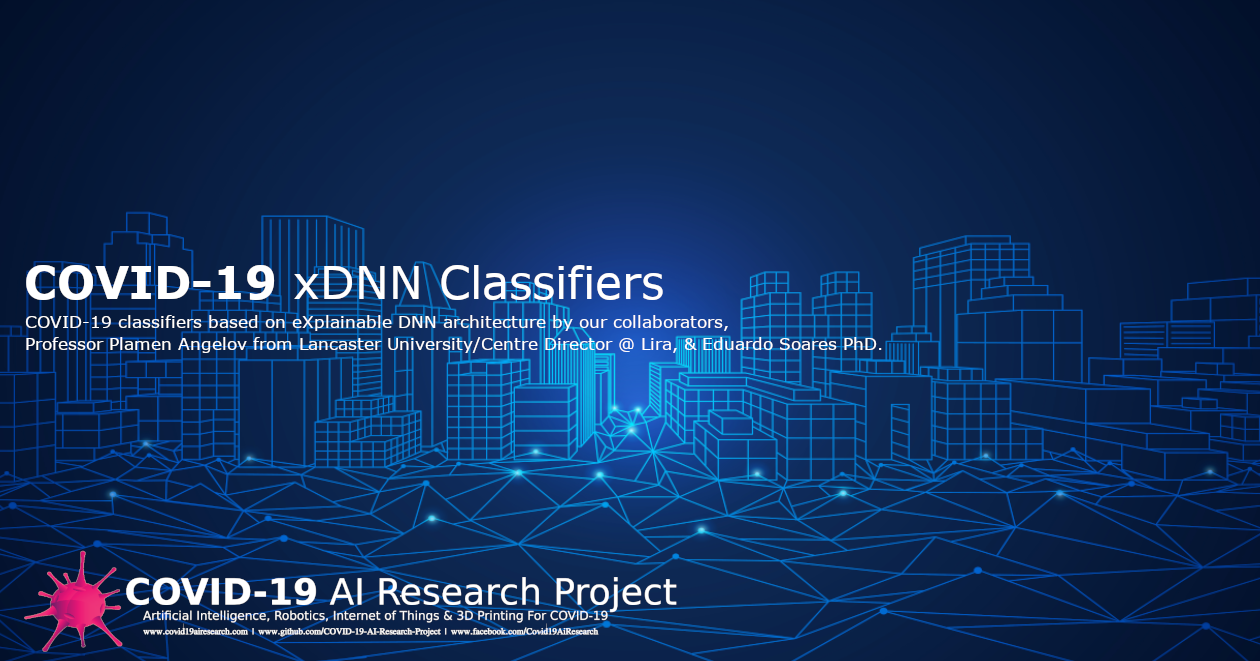 COVID-19 xDNN Classifiers
COVID-19 classifiers based on eXplainable DNN architecture by our collaborators,
Professor Plamen Angelov from Lancaster University/Centre Director @ Lira, & Eduardo Soares PhD.
COVID-19 AI Research Project
Artificial Intelligence, Robotics, Internet of Things & 3D Printing For COVID-19
www.covid19airesearch.com | www.github.com/COVID-19-AI-Research-Project | www.facebook.com/Covid19AiResearch